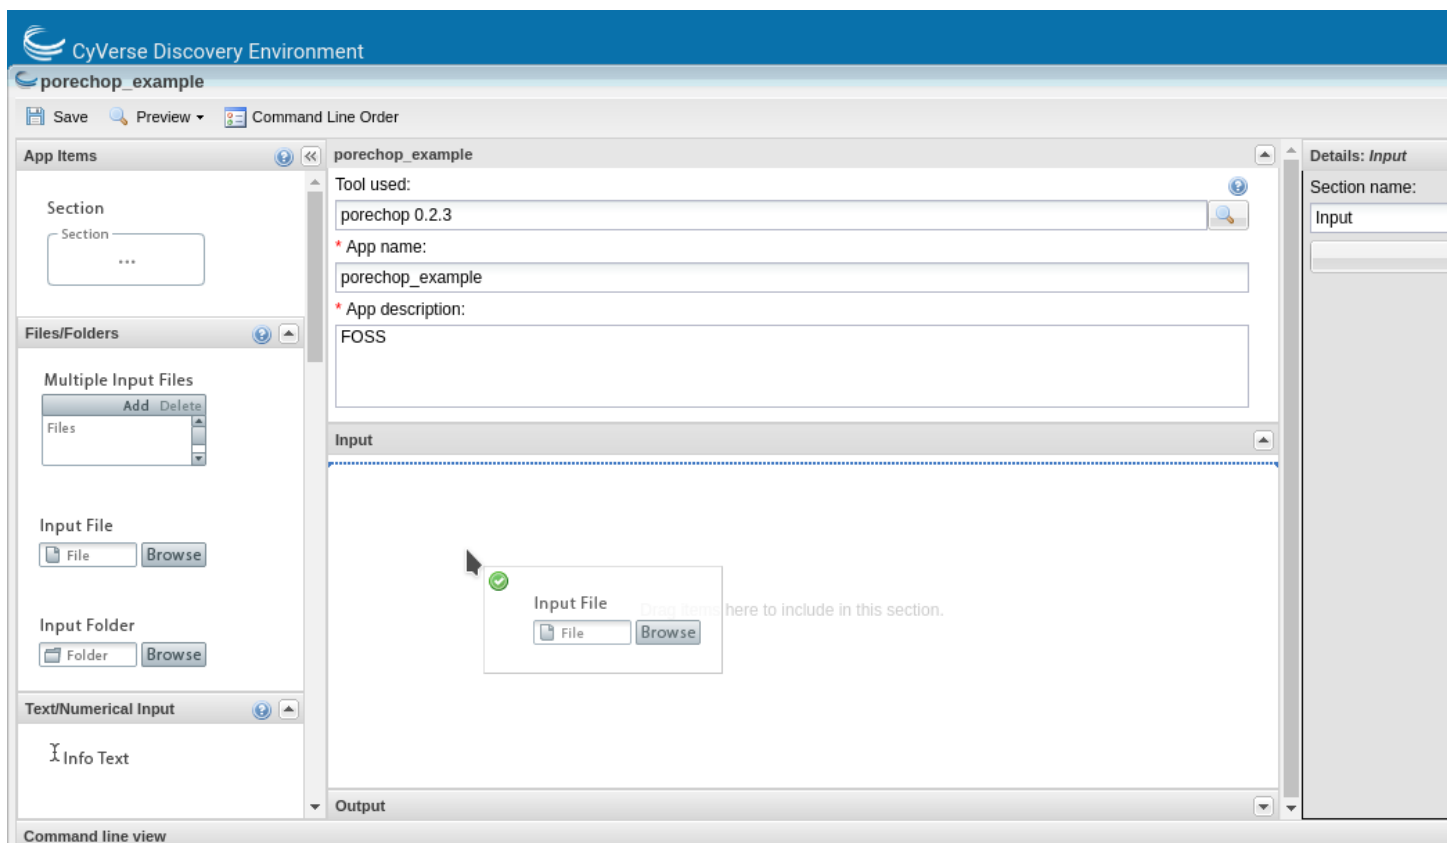 CyVerse Discovery Environment
porechop_example
Save Preview Command Line Order
App Items
Section
Section
...
Files/Folders
Multiple Input Files
Add Delete
Files
Input File
File Browse
Input Folder
Folder Browse
Text/Numerical Input
Info Text
porechop_example
Tool used:
porechop 0.2.3
* App name:
porechop_example
* App description:
FOSS
Input
Input File
File Browse
Drag items here to include in this section.
Output
Details: Input
Section name:
Input
Command line view